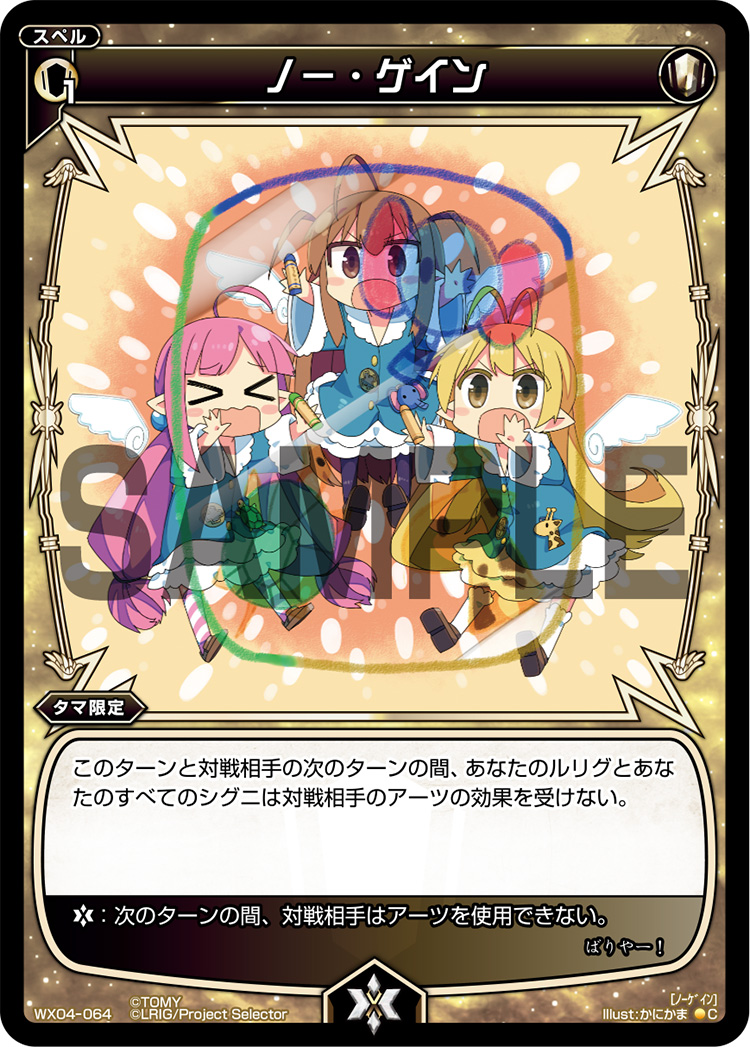 スペル
1
ノー・ゲイン
SAMPLE
タマ限定
このターンと対戦相手の次のターンの間、あなたのルリグとあな
たのすべてのシグニは対戦相手のアーツの効果を受けない。
：次のターンの間、対戦相手はアーツを使用できない。
ばりやー！
WX04-064
©TOMY
©LRIG/Project Selector
[ノーゲイン]
Illust:かにかま C